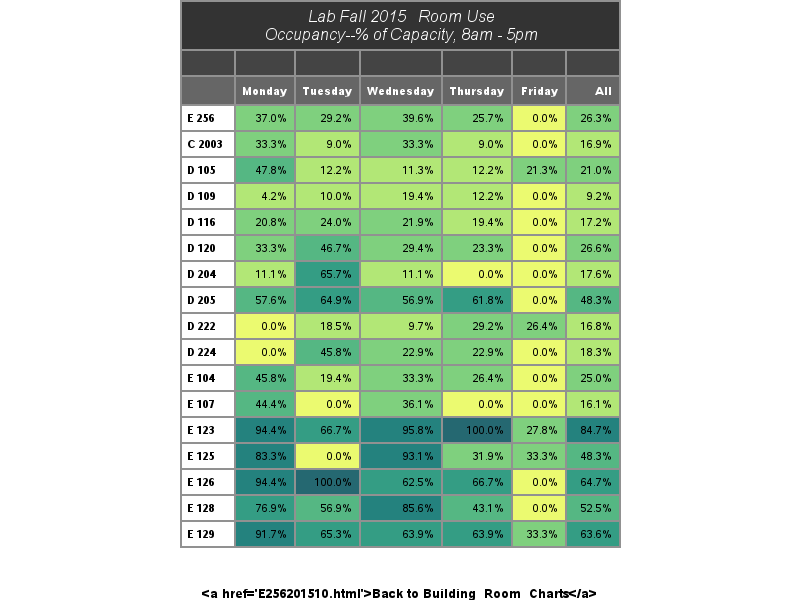 Lab Fall 2015 Room Use
Occupancy--% of Capacity, 8am - 5pm
Monday Tuesday Wednesday Thursday Friday All
E 256 37.0% 29.2% 39.6% 25.7% 0.0% 26.3%
C 2003 33.3% 9.0% 33.3% 9.0% 0.0% 16.9%
D 105 47.8% 12.2% 11.3% 12.2% 21.3% 21.0%
D 109 4.2% 10.0% 19.4% 12.2% 0.0% 9.2%
D 116 20.8% 24.0% 21.9% 19.4% 0.0% 17.2%
D 120 33.3% 46.7% 29.4% 23.3% 0.0% 26.6%
D 204 11.1% 65.7% 11.1% 0.0% 0.0% 17.6%
D 205 57.6% 64.9% 56.9% 61.8% 0.0% 48.3%
D 222 0.0% 18.5% 9.7% 29.2% 26.4% 16.8%
D 224 0.0% 45.8% 22.9% 22.9% 0.0% 18.3%
E 104 45.8% 19.4% 33.3% 26.4% 0.0% 25.0%
E 107 44.4% 0.0% 36.1% 0.0% 0.0% 16.1%
E 123 94.4% 66.7% 95.8% 100.0% 27.8% 84.7%
E 125 83.3% 0.0% 93.1% 31.9% 33.3% 48.3%
E 126 94.4% 100.0% 62.5% 66.7% 0.0% 64.7%
E 128 76.9% 56.9% 85.6% 43.1% 0.0% 52.5%
E 129 91.7% 65.3% 63.9% 63.9% 33.3% 63.6%
<a href='E256201510.html'>Back to Building Room Charts</a>